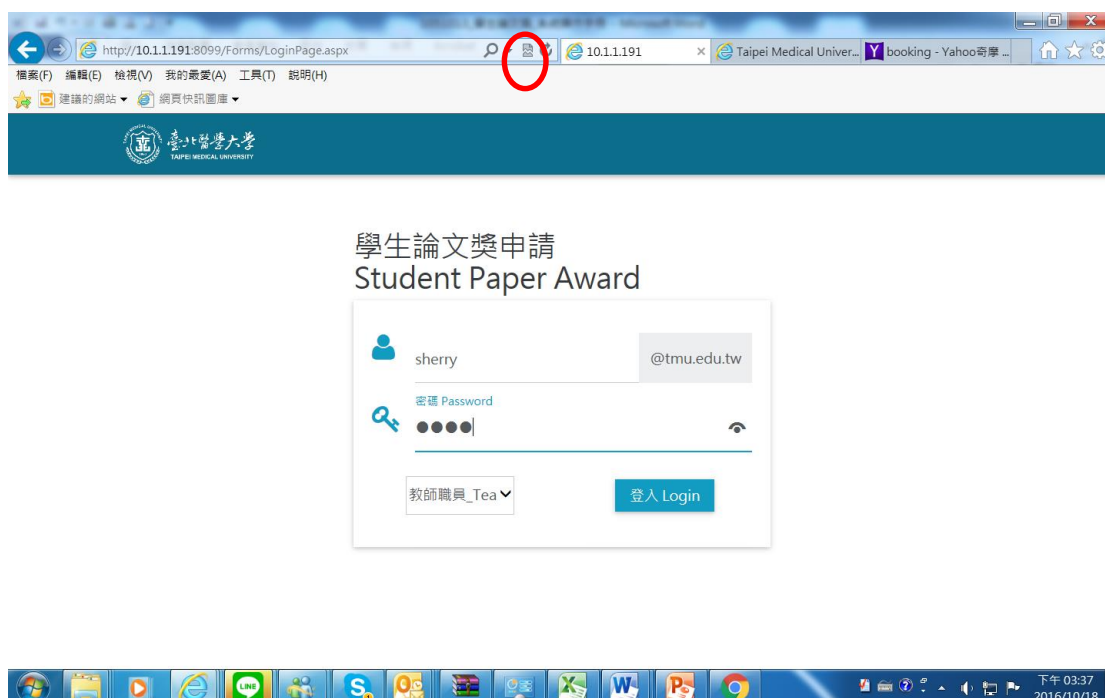 http://10.1.1.191:8099/Forms/LoginPage.aspx
10.1.1.191
Taipei Medical Univer...
booking - Yahoo奇摩 ...
檔案(F) 編輯(E) 檢視(V) 我的最愛(A) 工具(T) 說明(H)
建議的網站 網頁快訊圖庫
臺北醫學大學
TAIPEI MEDICAL UNIVERSITY
學生論文獎申請
Student Paper Award
sherry @tmu.edu.tw
密碼 Password
教師職員_Tea 登入 Login
LINE
下午 03:37
2016/10/18